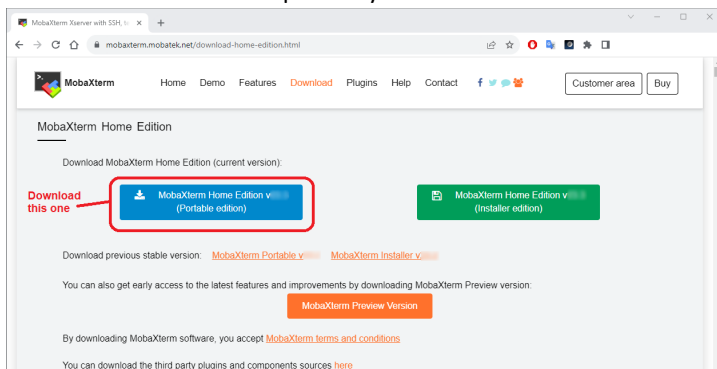 MobaXterm Xserver with SSH, t
mobaxterm.mobatek.net/download-home-edition.html
MobaXterm Home Demo Features Download Plugins Help Contact Customer area Buy
MobaXterm Home Edition
Download MobaXterm Home Edition (current version):
Download
this one
MobaXterm Home Edition v
(Portable edition)
MobaXterm Home Edition v
(Installer edition)
Download previous stable version: MobaXterm Portable v MobaXterm Installer v
You can also get early access to the latest features and improvements by downloading MobaXterm Preview version:
MobaXterm Preview Version
By downloading MobaXterm software, you accept MobaXterm terms and conditions
You can download the third party plugins and components sources here